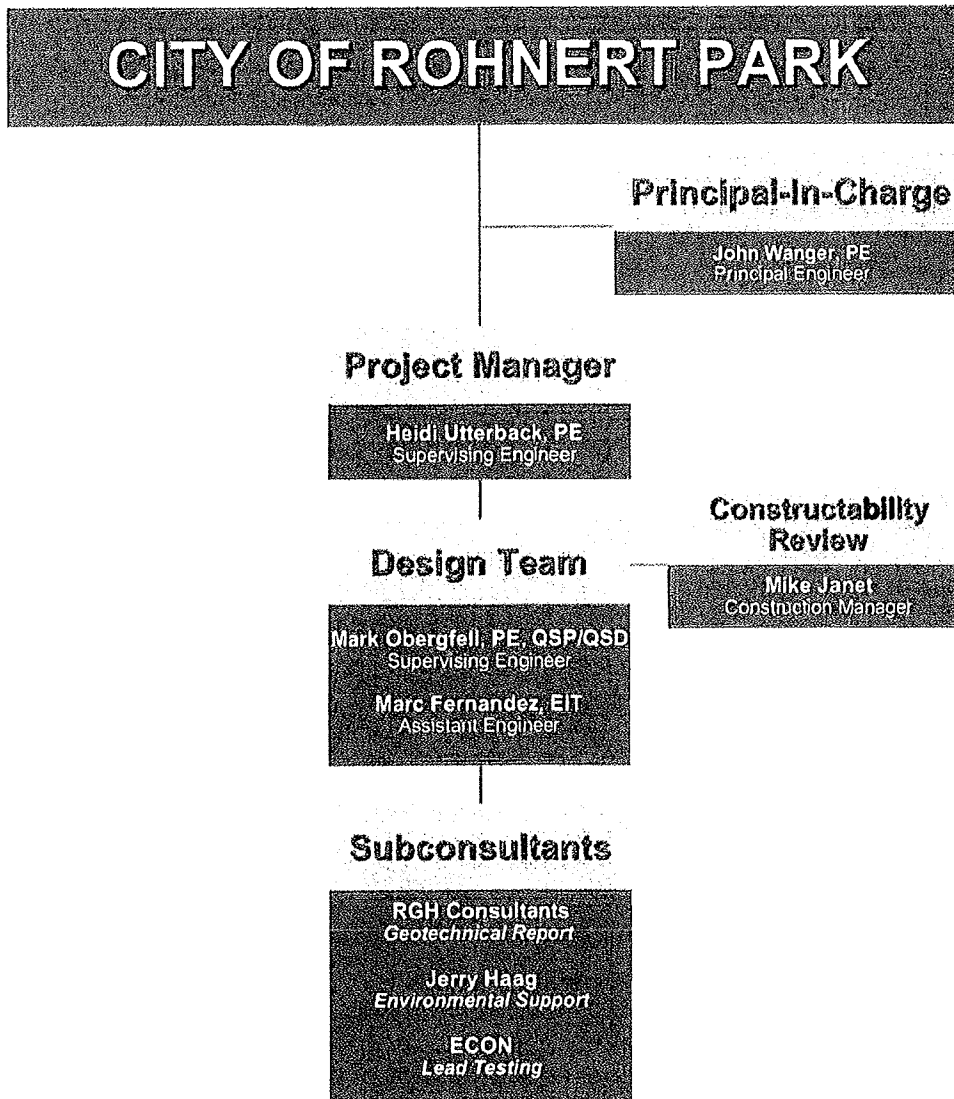 CITY OF ROHNERT PARK
Principal-In-Charge
John Wanger, PE
Principal Engineer
Project Manager
Heidi Utterback, PE
Supervising Engineer
Constructability
Review
Mike Janet
Construction Manager
Design Team
Mark Obergfell, PE, QSP/QSD
Supervising Engineer
Marc Fernandez, EIT
Assistant Engineer
Subconsultants
RGH Consultants
Geotechnical Report
Jerry Haag
Environmental Support
ECON
Lead Testing